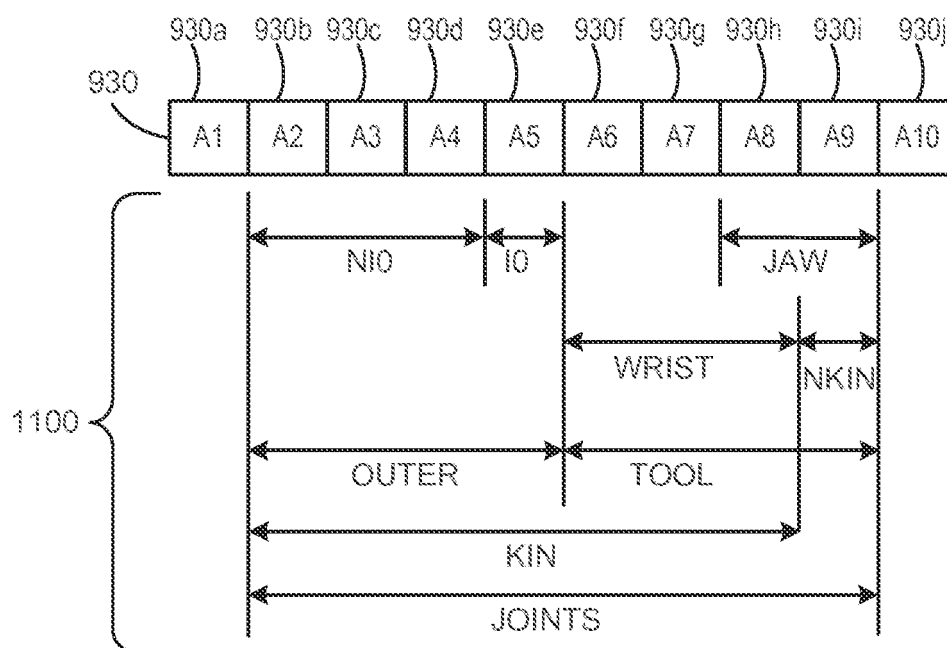 930a 930b 930c 930d 930e 930f 930g 930h 930i 930j
930
A1 A2 A3 A4 A5 A6 A7 A8 A9 A10
NI0 I0 JAW
WRIST NKIN
1100
OUTER TOOL
KIN
JOINTS